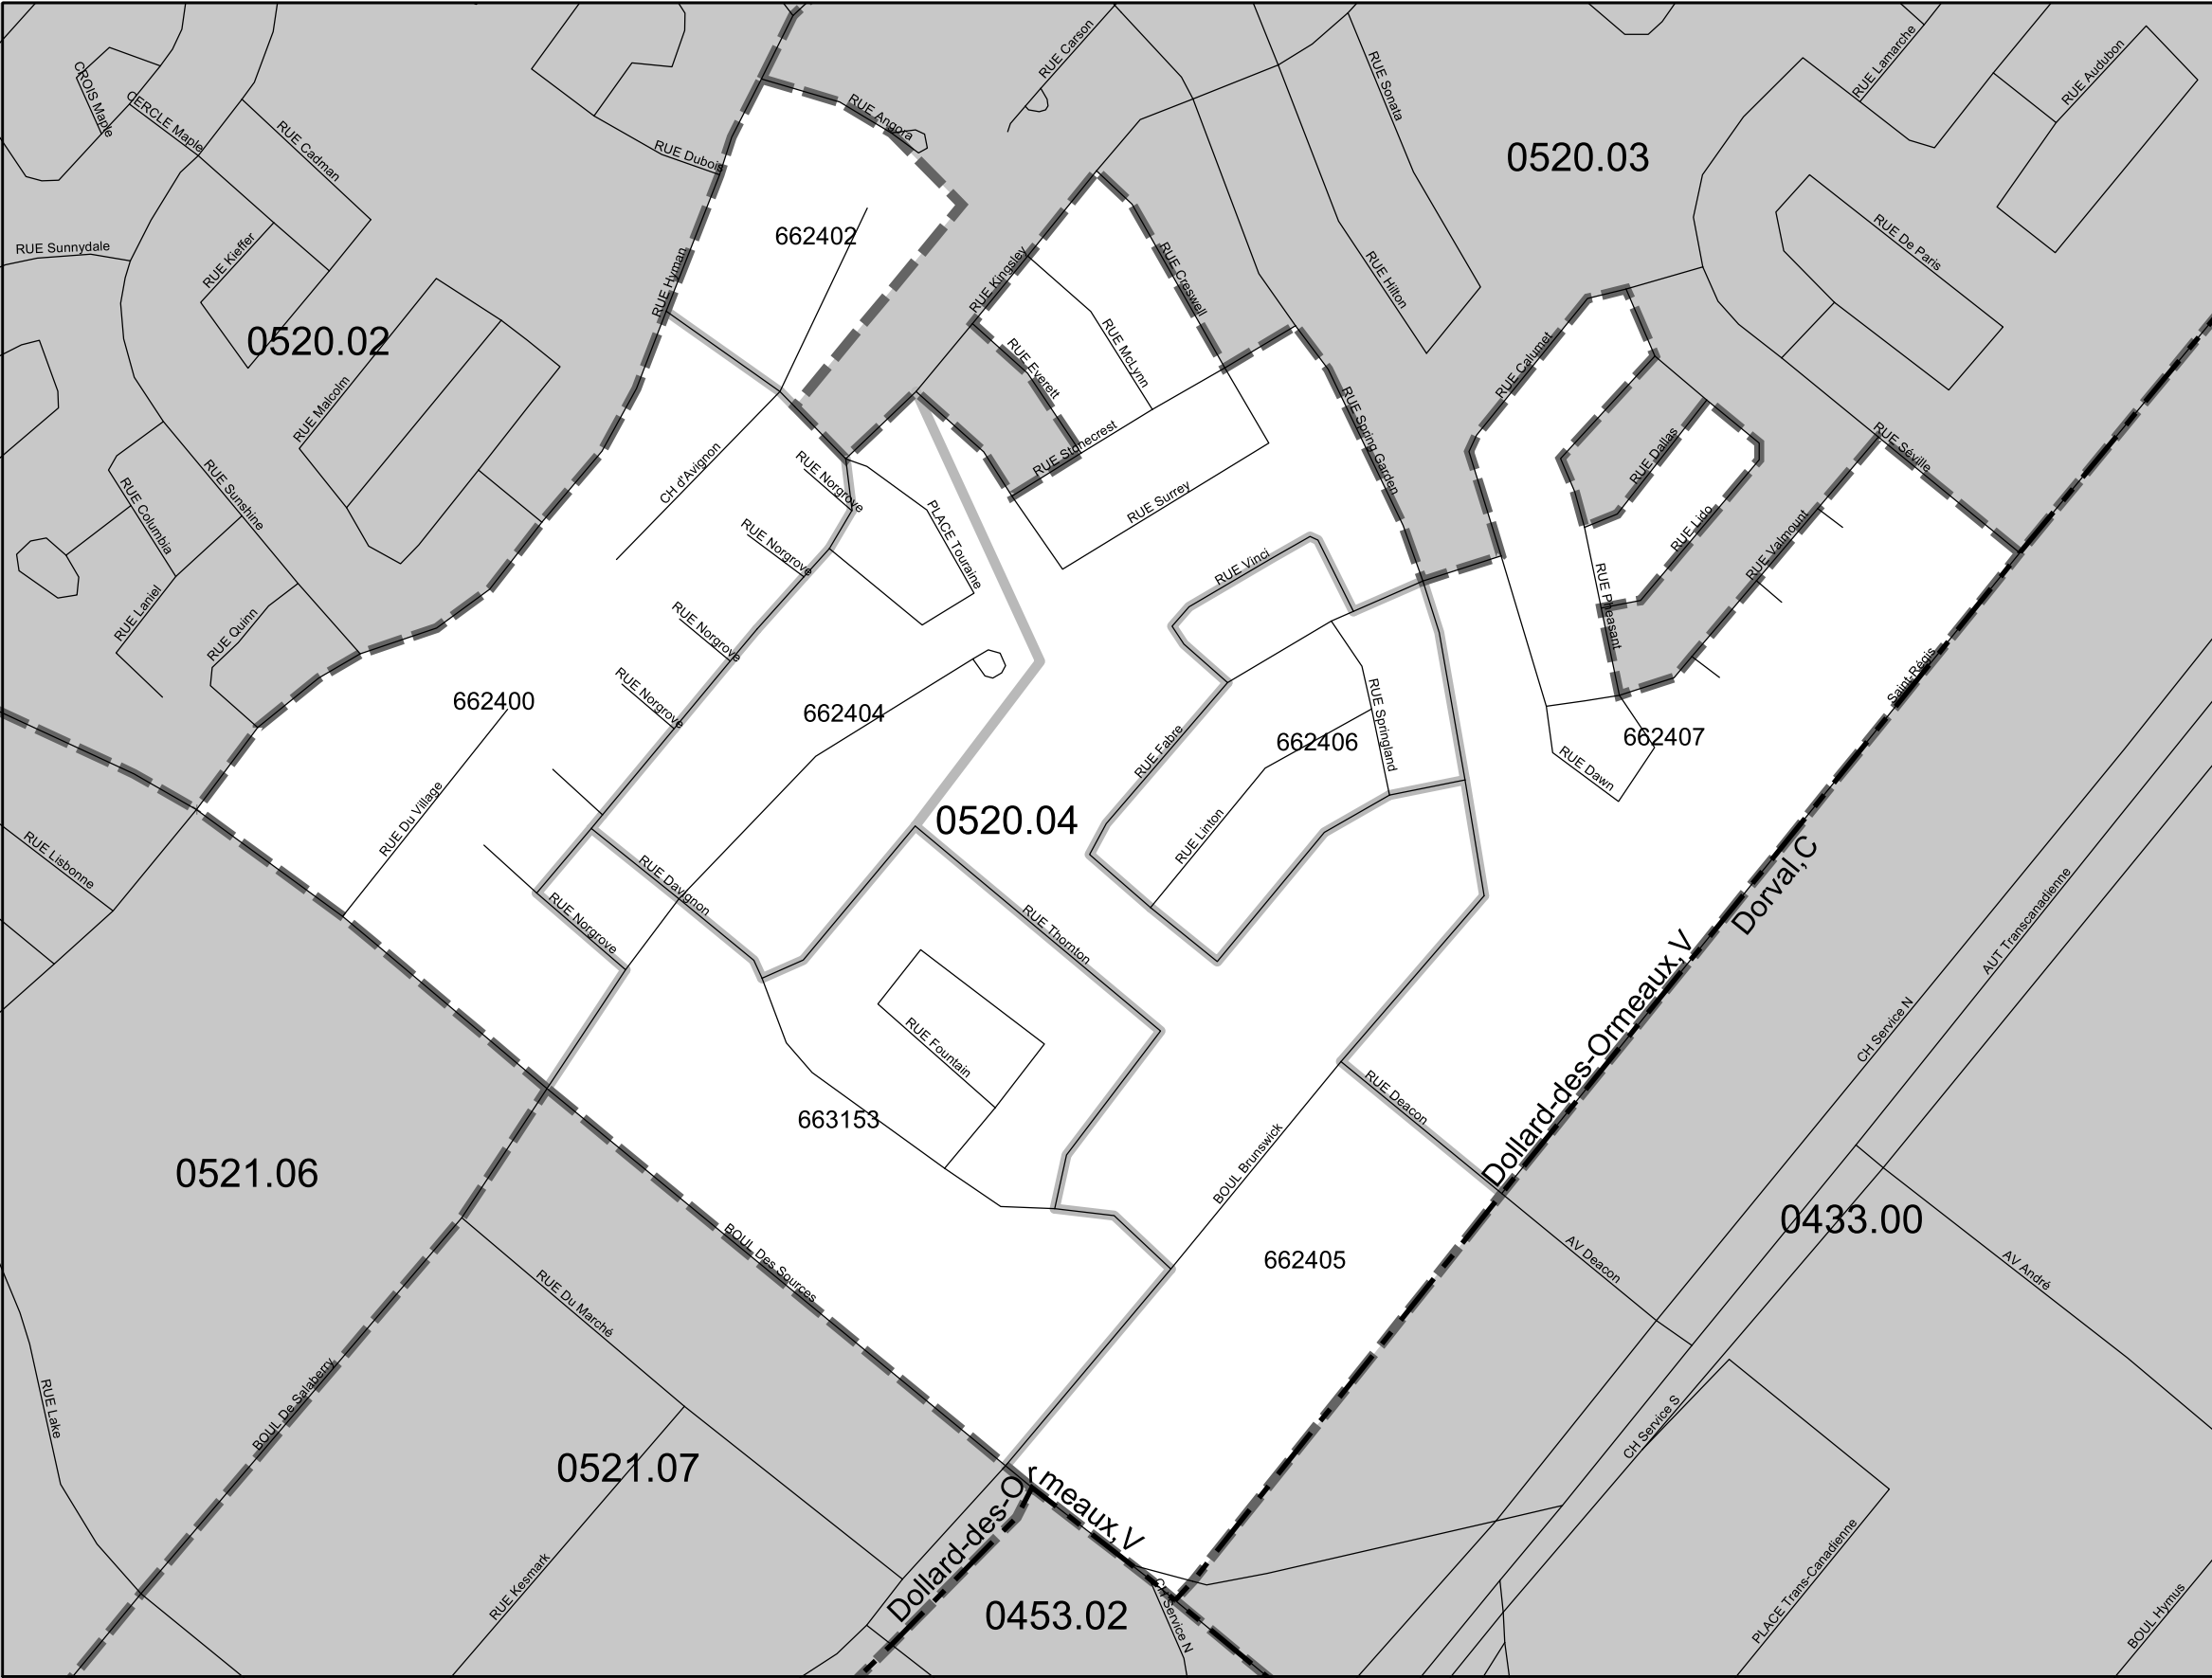 CROIS Maple
CERCLE Maple
RUE Cadman
RUE Sunnydale
RUE Kieffer
0520.02
RUE Malcolm
RUE Sunshine
RUE Columbia
RUE Laniel
RUE Quinn
RUE Dubois
RUE Hyman
RUE Angora
662402
RUE Carson
RUE Sonata
RUE Hilton
0520.03
RUE Lamarche
RUE Audubon
RUE De Paris
RUE Kingsley
RUE Creswell
RUE McLynn
RUE Everett
RUE Stonecrest
RUE Surrey
RUE Spring Garden
RUE Calumet
RUE Dallas
RUE Lido
RUE Pheasant
RUE Valmount
RUE Séville
Saint-Régis
CH d'Avignon
RUE Norgrove
RUE Norgrove
RUE Norgrove
RUE Norgrove
PLACE Touraine
RUE Vinci
662400
662404
RUE Du Village
RUE Fabre
662406
RUE Springland
RUE Linton
662407
RUE Dawn
0520.04
RUE Lisbonne
RUE Davignon
RUE Norgrove
RUE Thornton
RUE Fountain
663153
Dorval, C
Dollard-des-Ormeaux, V
AUT Transcanadienne
CH Service N
RUE Deacon
BOUL Brunswick
662405
0521.06
0433.00
AV Deacon
AV André
BOUL Des Sources
RUE Du Marché
RUE Lake
BOUL De Salaberry
0521.07
RUE Kesmark
CH Service S
Dollard-des-Ormeaux, V
0453.02
CH Service N
PLACE Trans-Canadienne
BOUL Hymus